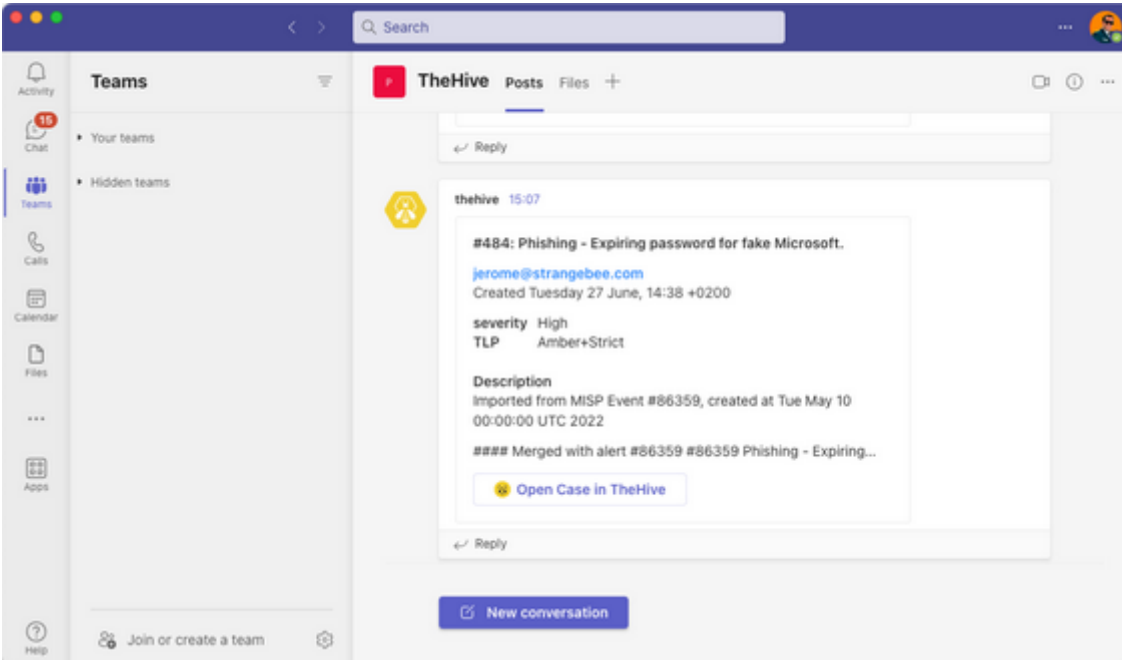 Search
Activity
15
Chat
Teams
Calls
Calendar
Files
Apps
Help
Teams
Your teams
Hidden teams
Join or create a team
P
TheHive Posts Files
Reply
thehive 15:07
#484: Phishing - Expiring password for fake Microsoft.
jerome@strangebee.com
Created Tuesday 27 June, 14:38 +0200
severity High
TLP Amber+Strict
Description
Imported from MISP Event #86359, created at Tue May 10
00:00:00 UTC 2022
#### Merged with alert #86359 #86359 Phishing - Expiring...
Open Case in TheHive
Reply
New conversation